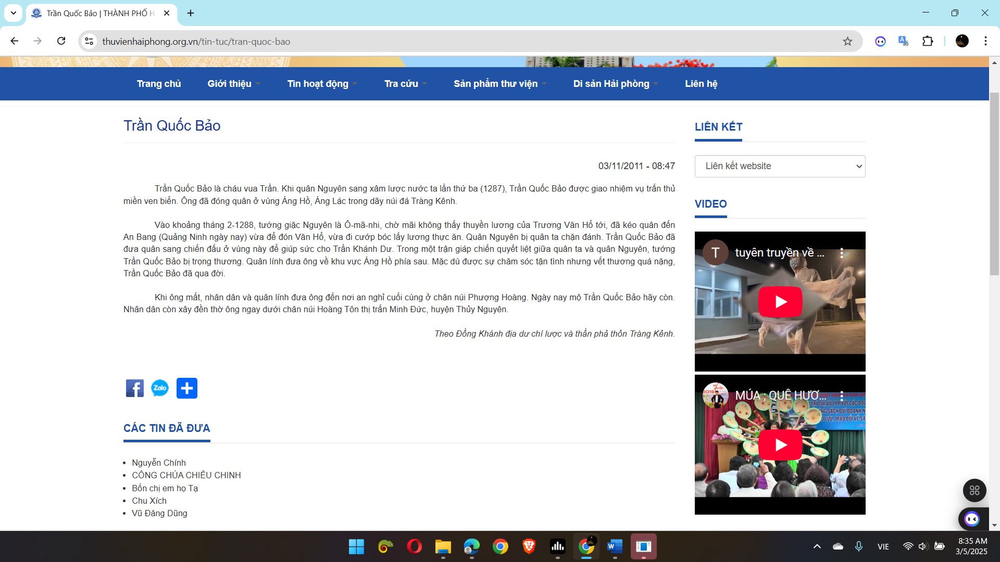 Trần Quốc Bảo | THÀNH PHỐ H
thuvienhaiphong.org.vn/tin-tuc/tran-quoc-bao
Trang chủ Giới thiệu Tin hoạt động Tra cứu Sản phẩm thư viện Di sản Hải phòng Liên hệ
Trần Quốc Bảo
03/11/2011 - 08:47
Trần Quốc Bảo là cháu vua Trần. Khi quân Nguyên sang xâm lược nước ta lần thứ ba (1287), Trần Quốc Bảo được giao nhiệm vụ trấn thủ
miền ven biển. Ông đã đóng quân ở vùng Áng Hồ, Áng Lác trong dãy núi đá Tràng Kênh.
Vào khoảng tháng 2-1288, tướng giặc Nguyên là Ô-mã-nhi, chờ mãi không thấy thuyền lương của Trương Văn Hổ tới, đã kéo quân đến
An Bang (Quảng Ninh ngày nay) vừa để đón Văn Hổ, vừa đi cướp bóc lấy lương thực ăn. Quân Nguyên bị quân ta chặn đánh. Trần Quốc Bảo đã
đưa quân sang chiến đấu ở vùng này để giúp sức cho Trần Khánh Dư. Trong một trận giáp chiến quyết liệt giữa quân ta và quân Nguyên, tướng
Trần Quốc Bảo bị trọng thương. Quân lính đưa ông về khu vực Áng Hồ phía sau. Mặc dù được sự chăm sóc tận tình nhưng vết thương quá nặng,
Trần Quốc Bảo đã qua đời.
Khi ông mất, nhân dân và quân lính đưa ông đến nơi an nghỉ cuối cùng ở chân núi Phượng Hoàng. Ngày nay mộ Trần Quốc Bảo hãy còn.
Nhân dân còn xây đền thờ ông ngay dưới chân núi Hoàng Tôn thị trấn Minh Đức, huyện Thủy Nguyên.
Theo Đồng Khánh địa dư chí lược và thần phả thôn Tràng Kênh.
Zalo
CÁC TIN ĐÃ ĐƯA
Nguyễn Chính
CÔNG CHÚA CHIÊU CHINH
Bốn chị em họ Tạ
Chu Xích
Vũ Đăng Dũng
LIÊN KẾT
Liên kết website
VIDEO
T tuyên truyền về ...
2015 MÚA ; QUÊ HƯƠ...
TRÍ TUỆ VÀ TPP VỚI CÁC DOA
8:35 AM
VIE
3/5/2025